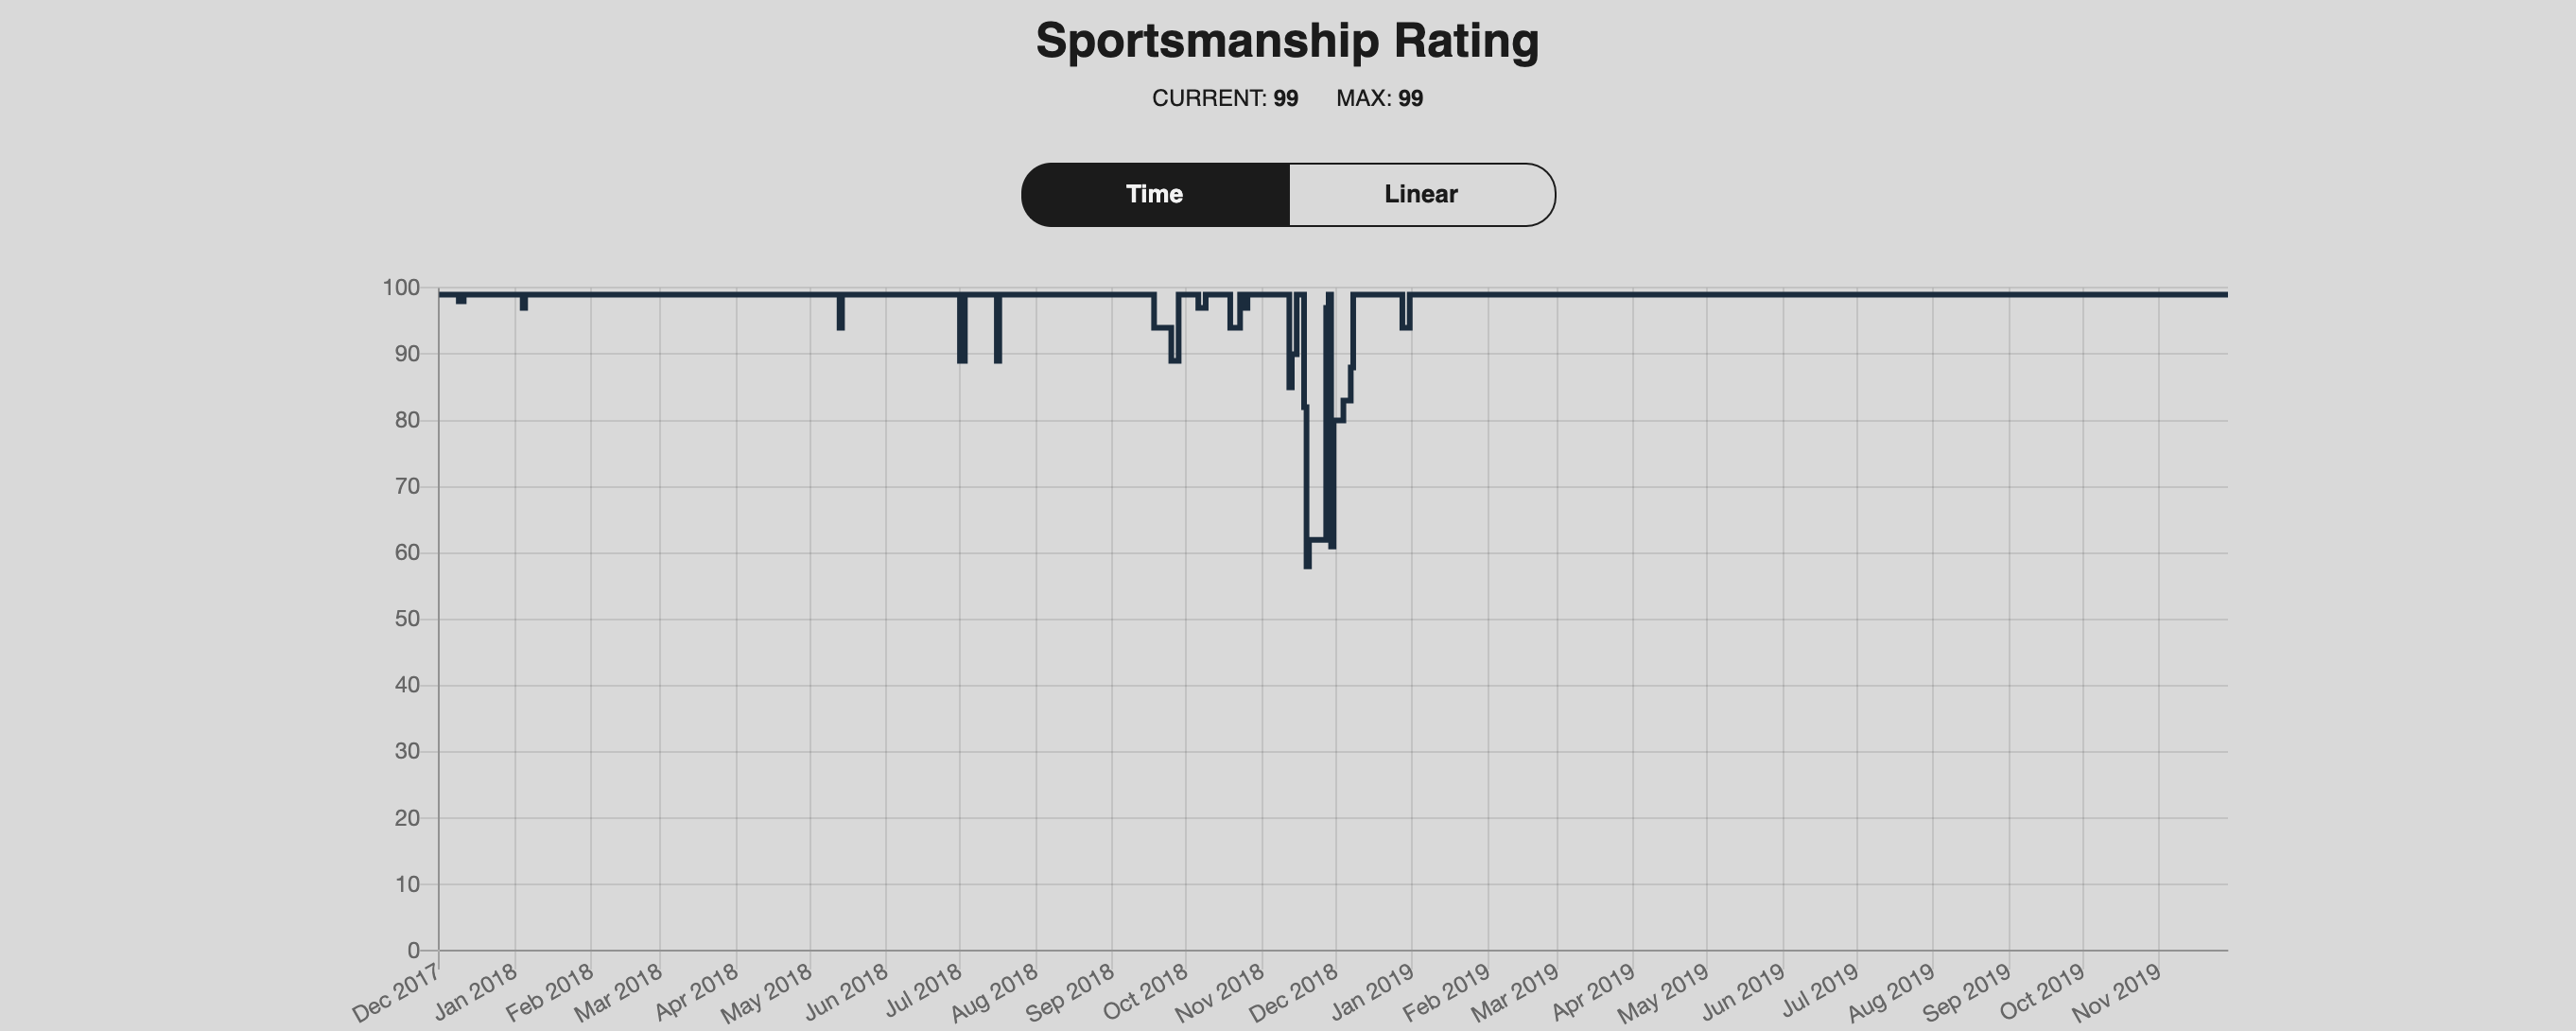 Sportsmanship Rating
CURRENT: 99 MAX: 99
Time Linear
100
90
80
70
60
50
40
30
20
10
0
Dec 2017 Jan 2018 Feb 2018 Mar 2018 Apr 2018 May 2018 Jun 2018 Jul 2018 Aug 2018 Sep 2018 Oct 2018 Nov 2018 Dec 2018 Jan 2019 Feb 2019 Mar 2019 Apr 2019 May 2019 Jun 2019 Jul 2019 Aug 2019 Sep 2019 Oct 2019 Nov 2019